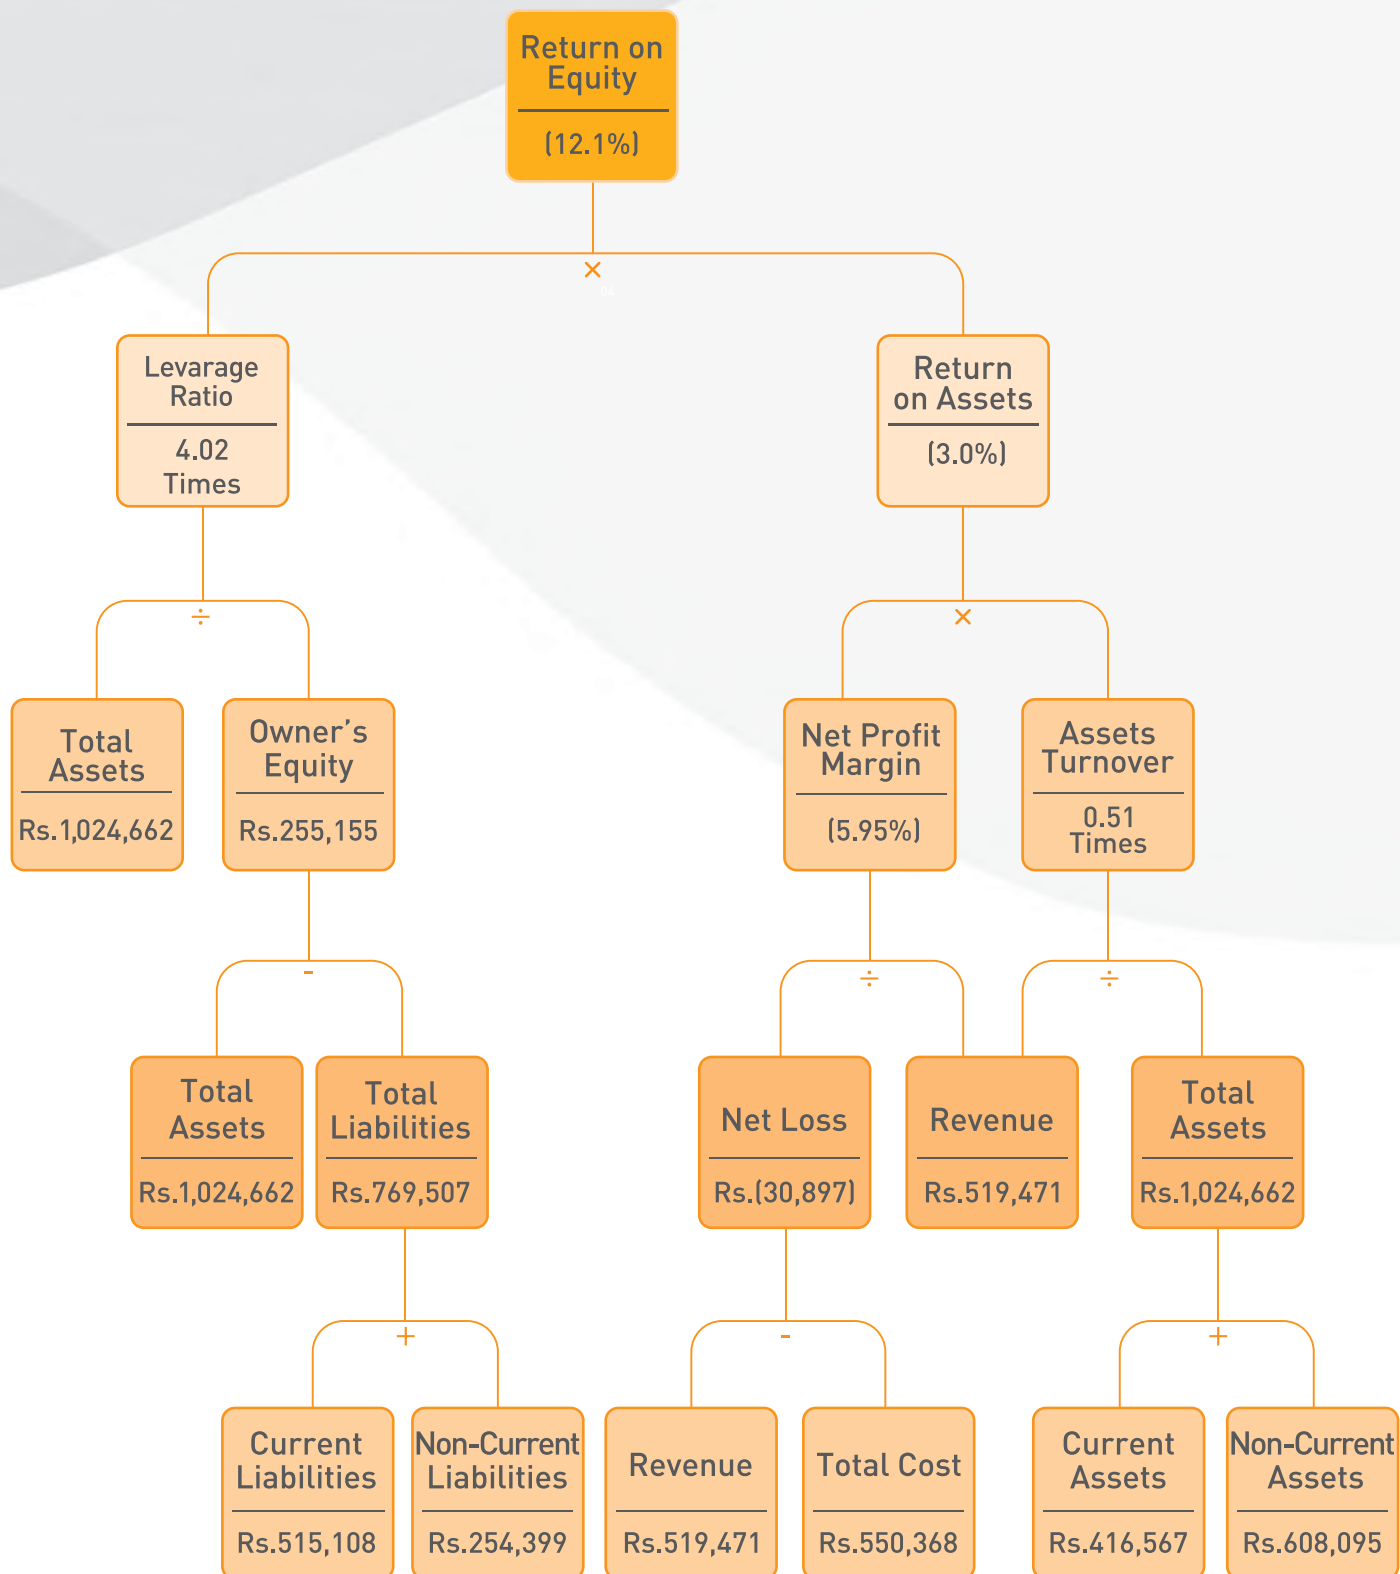 Return on
Equity
(12.1%)
×
04
Levarage
Ratio
4.02
Times
Return
on Assets
(3.0%)
÷
×
Total
Assets
Rs.1,024,662
Owner's
Equity
Rs.255,155
Net Profit
Margin
(5.95%)
Assets
Turnover
0.51
Times
-
÷
÷
Total
Assets
Rs.1,024,662
Total
Liabilities
Rs.769,507
Net Loss
Rs.(30,897)
Revenue
Rs.519,471
Total
Assets
Rs.1,024,662
+
-
+
Current
Liabilities
Rs.515,108
Non-Current
Liabilities
Rs.254,399
Revenue
Rs.519,471
Total Cost
Rs.550,368
Current
Assets
Rs.416,567
Non-Current
Assets
Rs.608,095